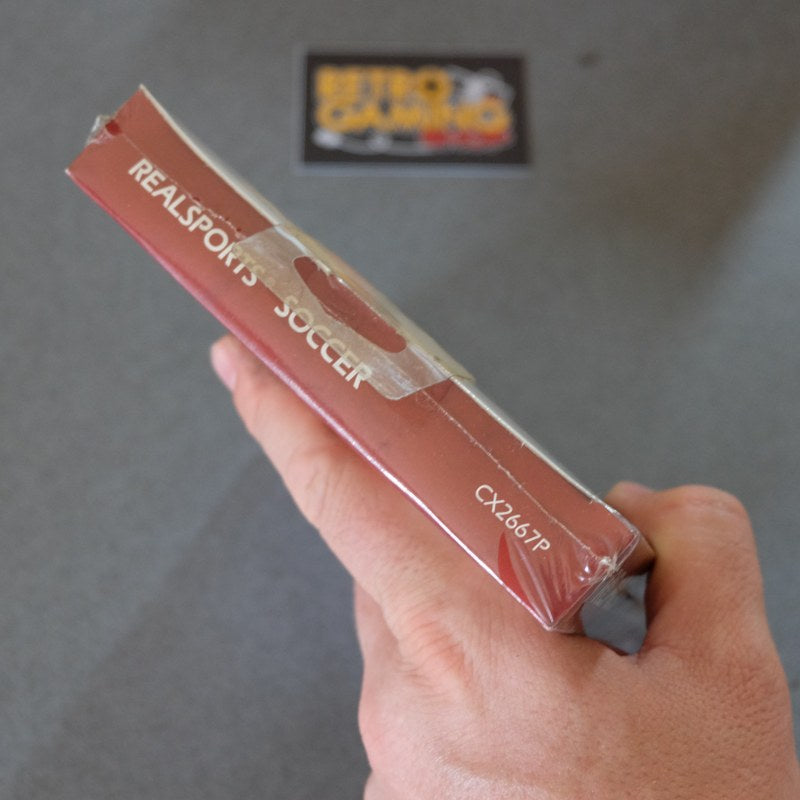 RETRO
GAMING
REALSPORTS SOCCER
CX2667P